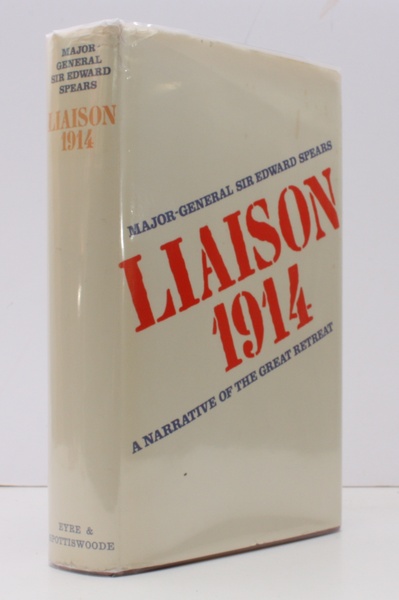 MAJOR
GENERAL
SIR EDWARD
SPEARS
LIAISON
1914
EYRE &
SPOTTISWOODE
MAJOR-GENERAL SIR EDWARD SPEARS
LIAISON
1914
A NARRATIVE OF THE GREAT RETREAT